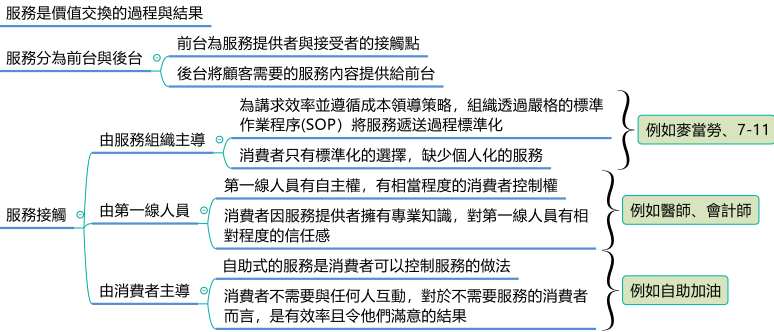 服務是價值交換的過程與結果
服務分為前台與後台
前台為服務提供者與接受者的接觸點
後台將顧客需要的服務內容提供給前台
服務接觸
由服務組織主導
為講求效率並遵循成本領導策略，組織透過嚴格的標準
作業程序(SOP）將服務遞送過程標準化
消費者只有標準化的選擇，缺少個人化的服務
例如麥當勞、7-11
由第一線人員
第一線人員有自主權，有相當程度的消費者控制權
消費者因服務提供者擁有專業知識，對第一線人員有相
對程度的信任感
例如醫師、會計師
由消費者主導
自助式的服務是消費者可以控制服務的做法
消費者不需要與任何人互動，對於不需要服務的消費者
而言，是有效率且令他們滿意的結果
例如自助加油